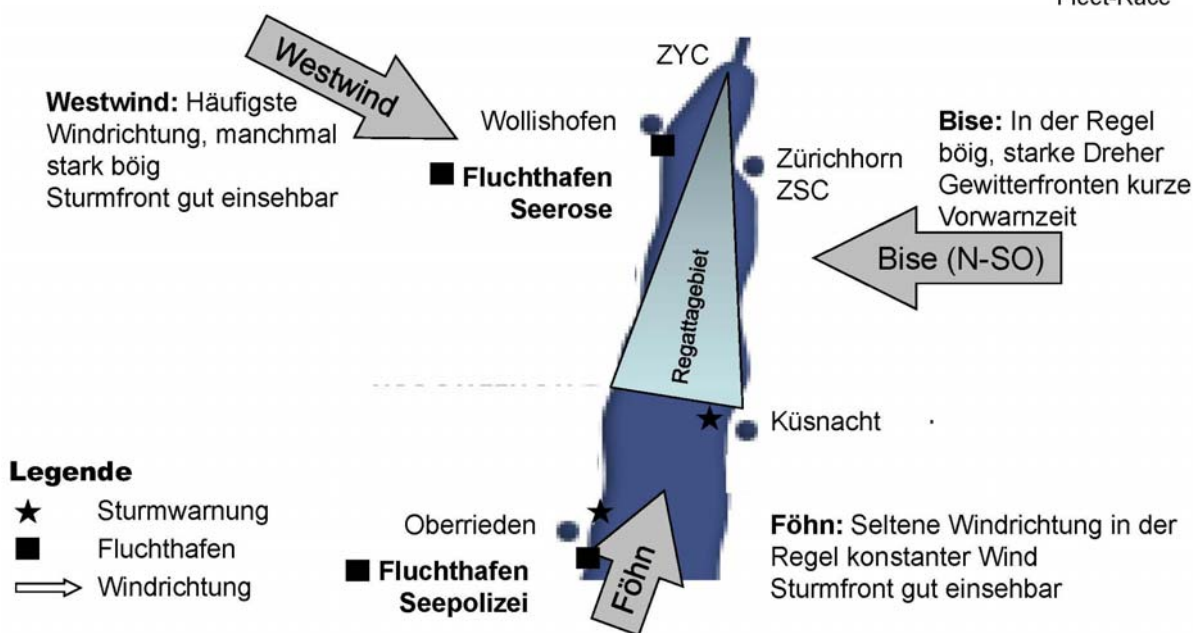 Fleet-Race
Westwind
ZYC
Westwind: Häufigste
Windrichtung, manchmal
stark böig
Sturmfront gut einsehbar
Wollishofen
Fluchthafen
Seerose
Zürichhorn
ZSC
Bise: In der Regel
böig, starke Dreher
Gewitterfronten kurze
Vorwarnzeit
Bise (N-SO)
Regattagebiet
Küsnacht
Legende
Sturmwarnung
Fluchthafen
Windrichtung
Oberrieden
Fluchthafen
Seepolizei
Föhn
Föhn: Seltene Windrichtung in der
Regel konstanter Wind
Sturmfront gut einsehbar